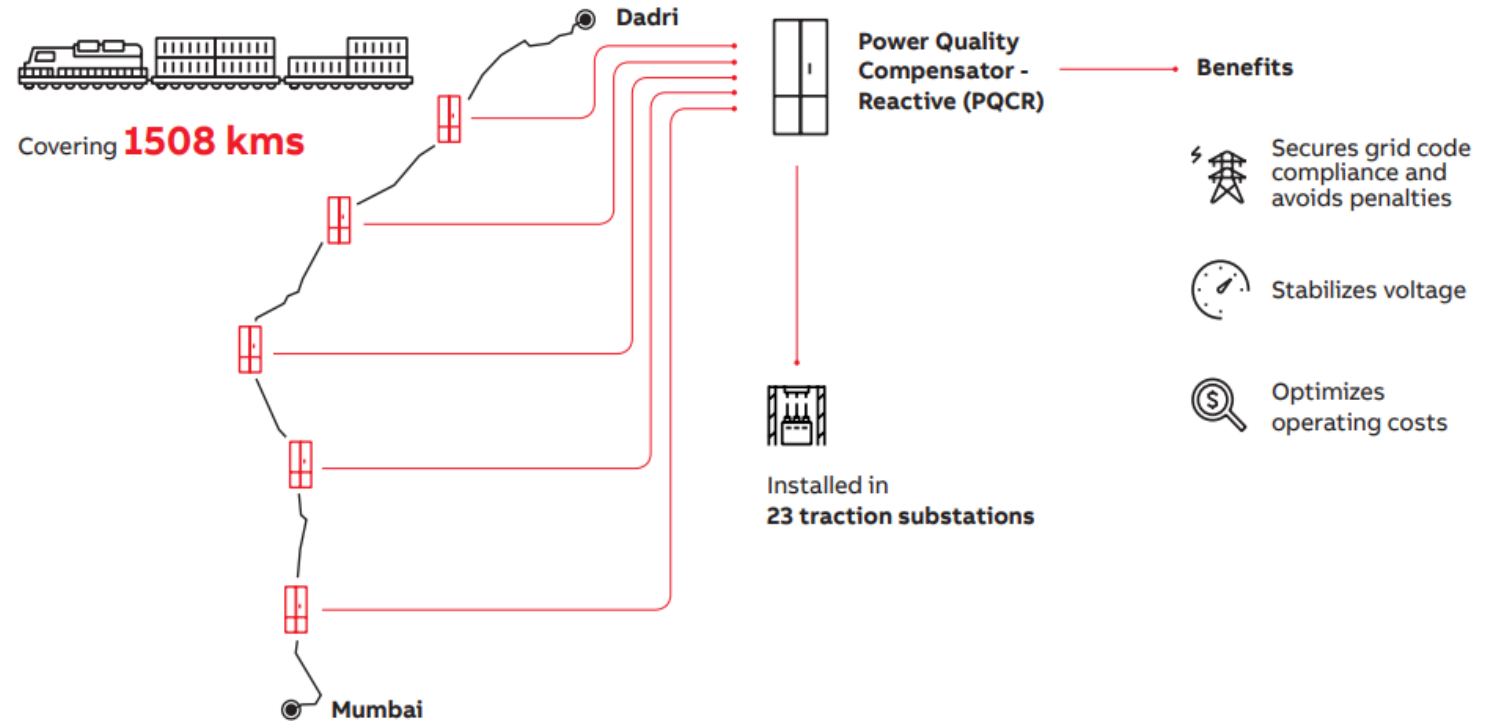 Dadri
Covering 1508 kms
Power Quality
Compensator -
Reactive (PQCR)
Benefits
Secures grid code
compliance and
avoids penalties
Stabilizes voltage
$
Optimizes
operating costs
Installed in
23 traction substations
Mumbai